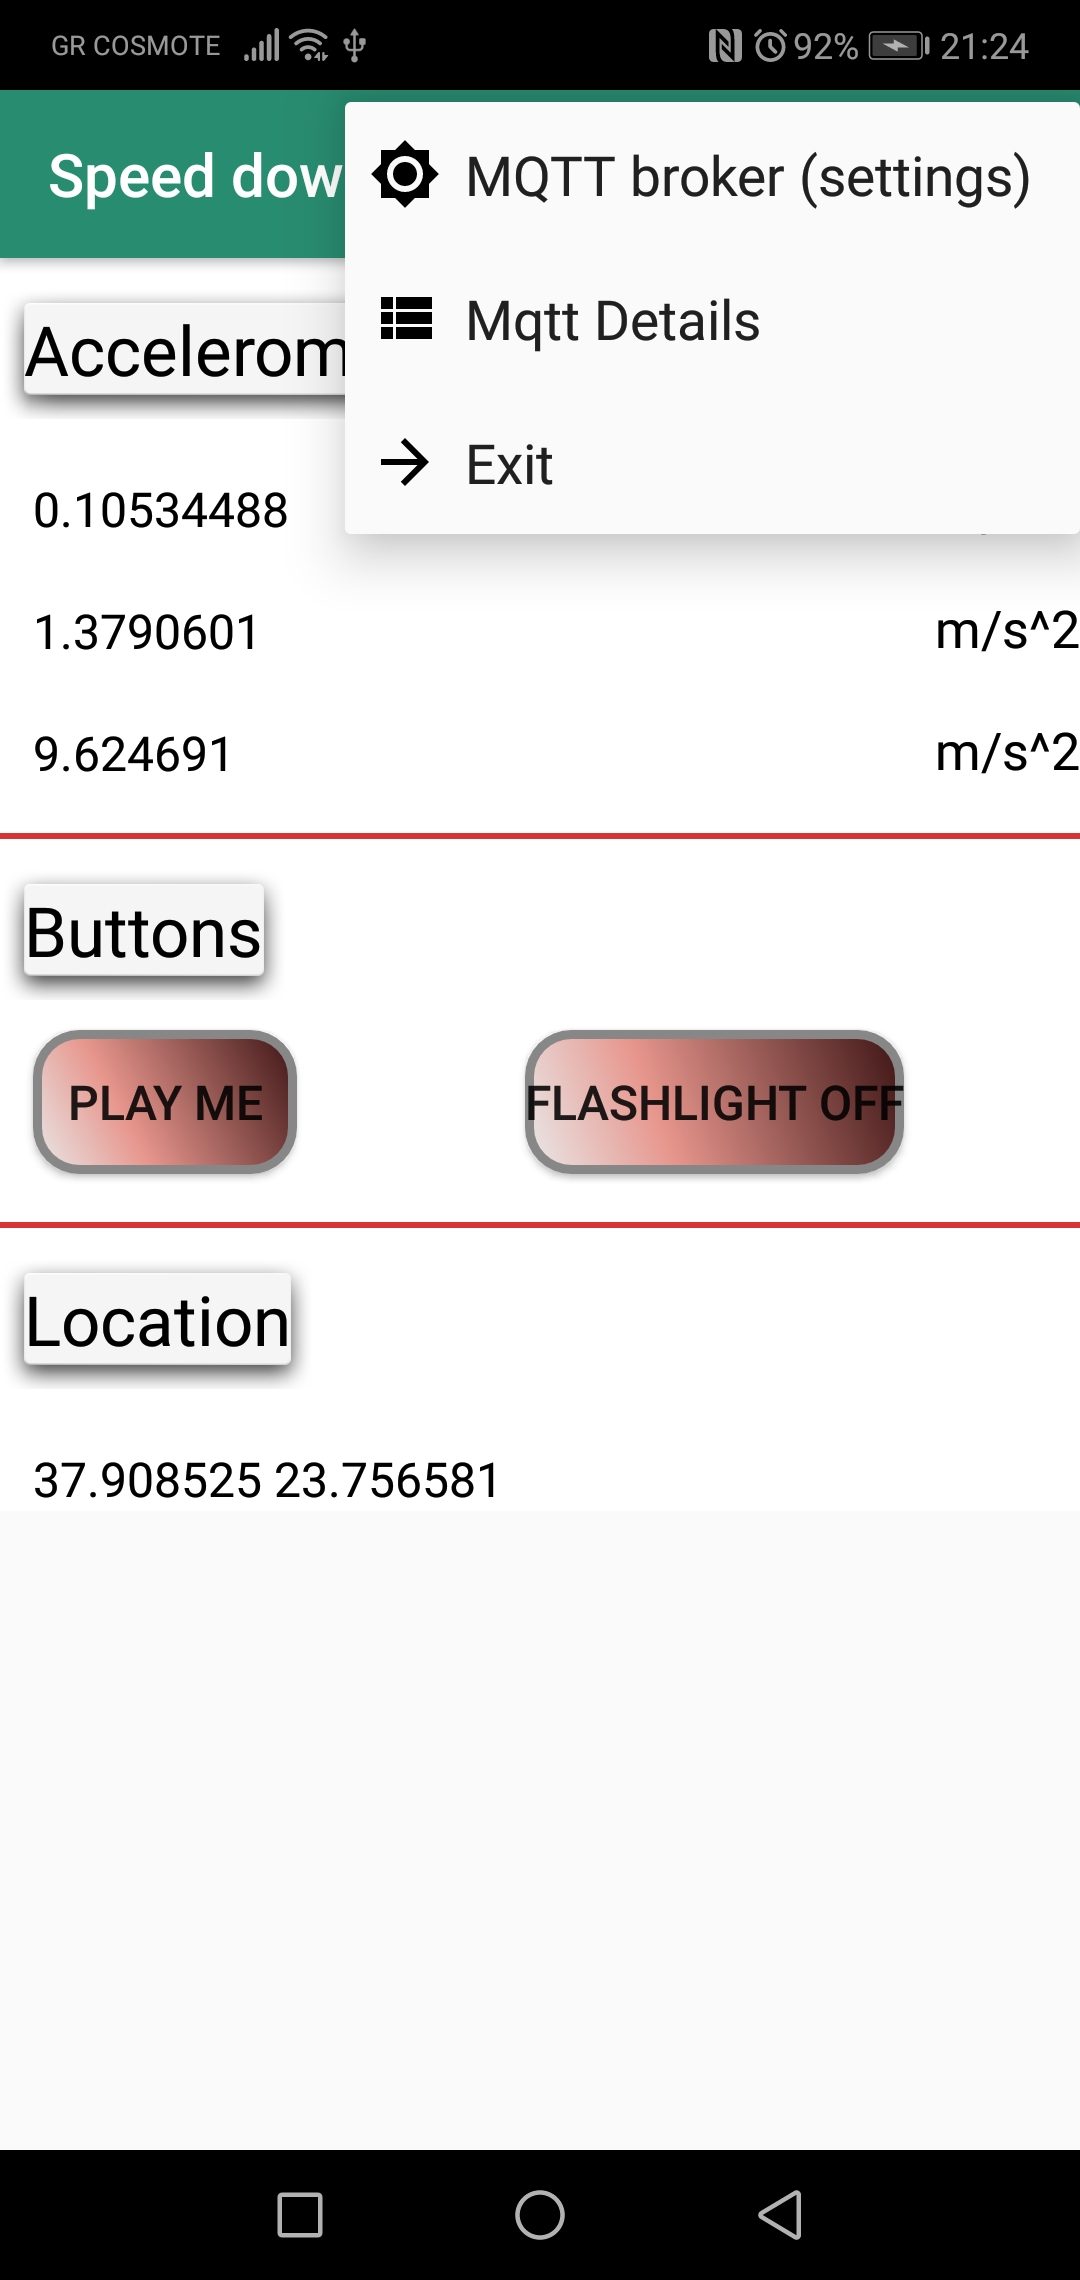 GR COSMOTE 92% 21:24
Speed dow
MQTT broker (settings)
Mqtt Details
Exit
Accelerom
0.10534488
1.3790601 m/s^2
9.624691 m/s^2
Buttons
PLAY ME FLASHLIGHT OFF
Location
37.908525 23.756581